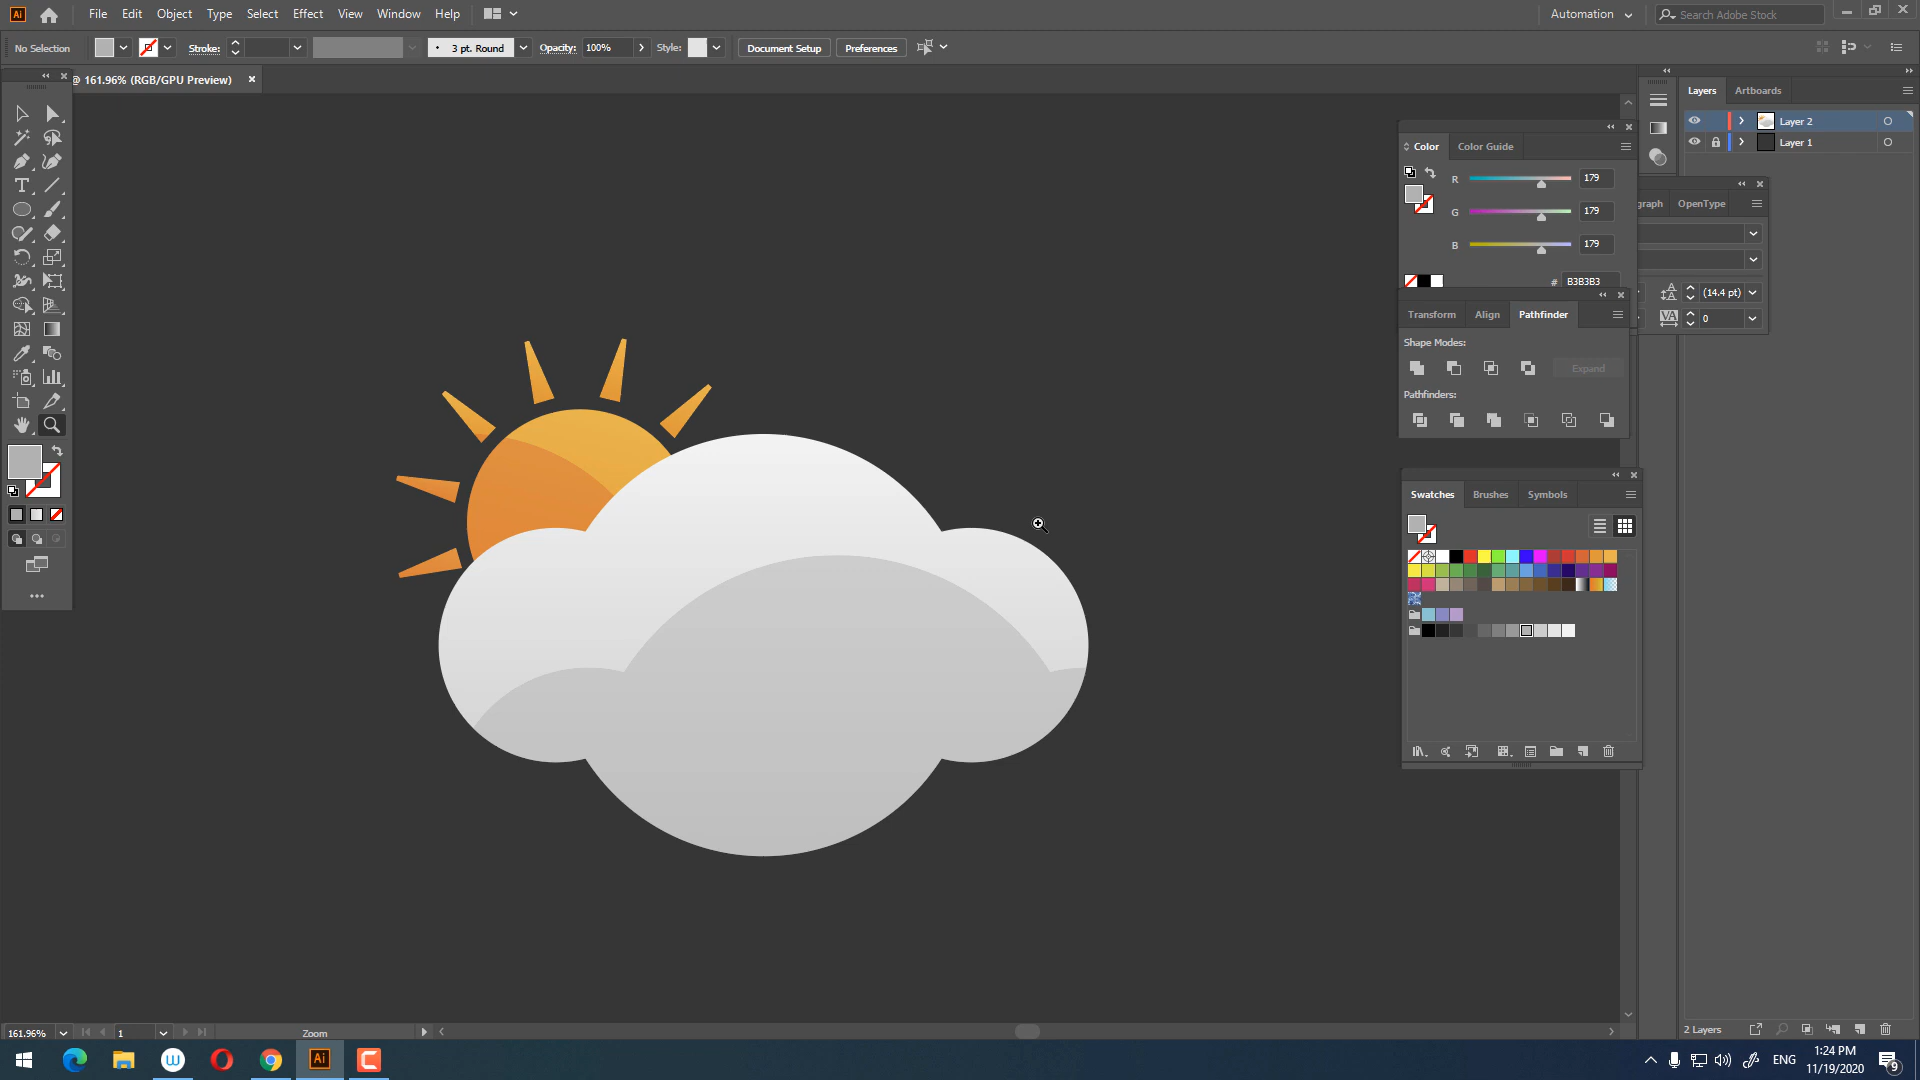 Ai File Edit Object Type Select Effect View Window Help Automation Search Adobe Stock
No Selection Stroke: 3 pt. Round Opacity: 100% Style: Document Setup Preferences
@ 161.96% (RGB/GPU Preview)
Layers Artboards
Layer 2
Layer 1
Color Color Guide
R 179
G 179
B 179
# B3B3B3
graph OpenType
(14.4 pt)
VA 0
Transform Align Pathfinder
Shape Modes:
Expand
Pathfinders:
Swatches Brushes Symbols
161.96% 1 Zoom
2 Layers
Ai ENG
1:24 PM
11/19/2020
9